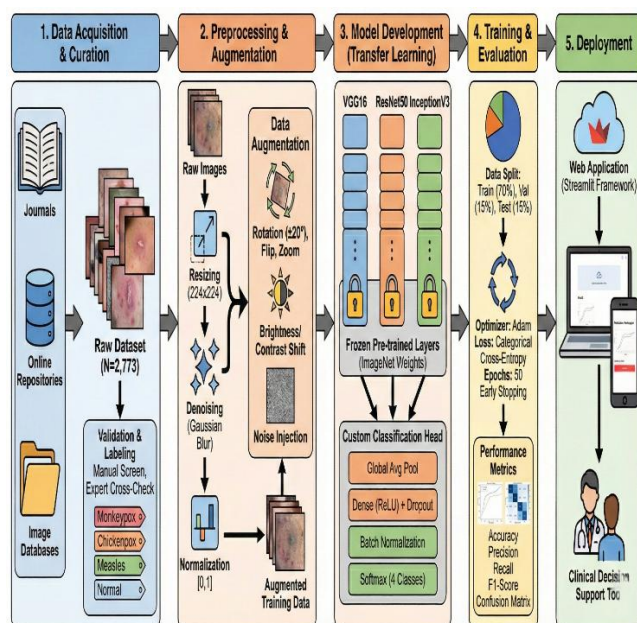 1. Data Acquisition
& Curation
Journals
Online
Repositories
Image
Databases
Raw Dataset
(N=2,773)
Validation &
Labeling
Manual Screen,
Expert Cross-Check
Monkeypox
Chickenpox
Measles
Normal
2. Preprocessing &
Augmentation
Raw Images
Resizing
(224x224)
Denoising
(Gaussian
Blur)
Normalization
[0,1]
Data
Augmentation
Rotation (±20°),
Flip, Zoom
Brightness/
Contrast Shift
Noise Injection
Augmented
Training Data
3. Model Development
(Transfer Learning)
VGG16
ResNet50
InceptionV3
Frozen Pre-trained Layers
(ImageNet Weights)
Custom Classification Head
Global Avg Pool
Dense (ReLU) + Dropout
Batch Normalization
Softmax (4 Classes)
4. Training &
Evaluation
Data Split:
Train (70%), Val
(15%), Test (15%)
Optimizer: Adam
Loss: Categorical
Cross-Entropy
Epochs: 50
Early Stopping
Performance
Metrics
Accuracy
Precision
Recall
F1-Score
Confusion Matrix
5. Deployment
Web Application
(Streamlit Framework)
Clinical Decision
Support Tool